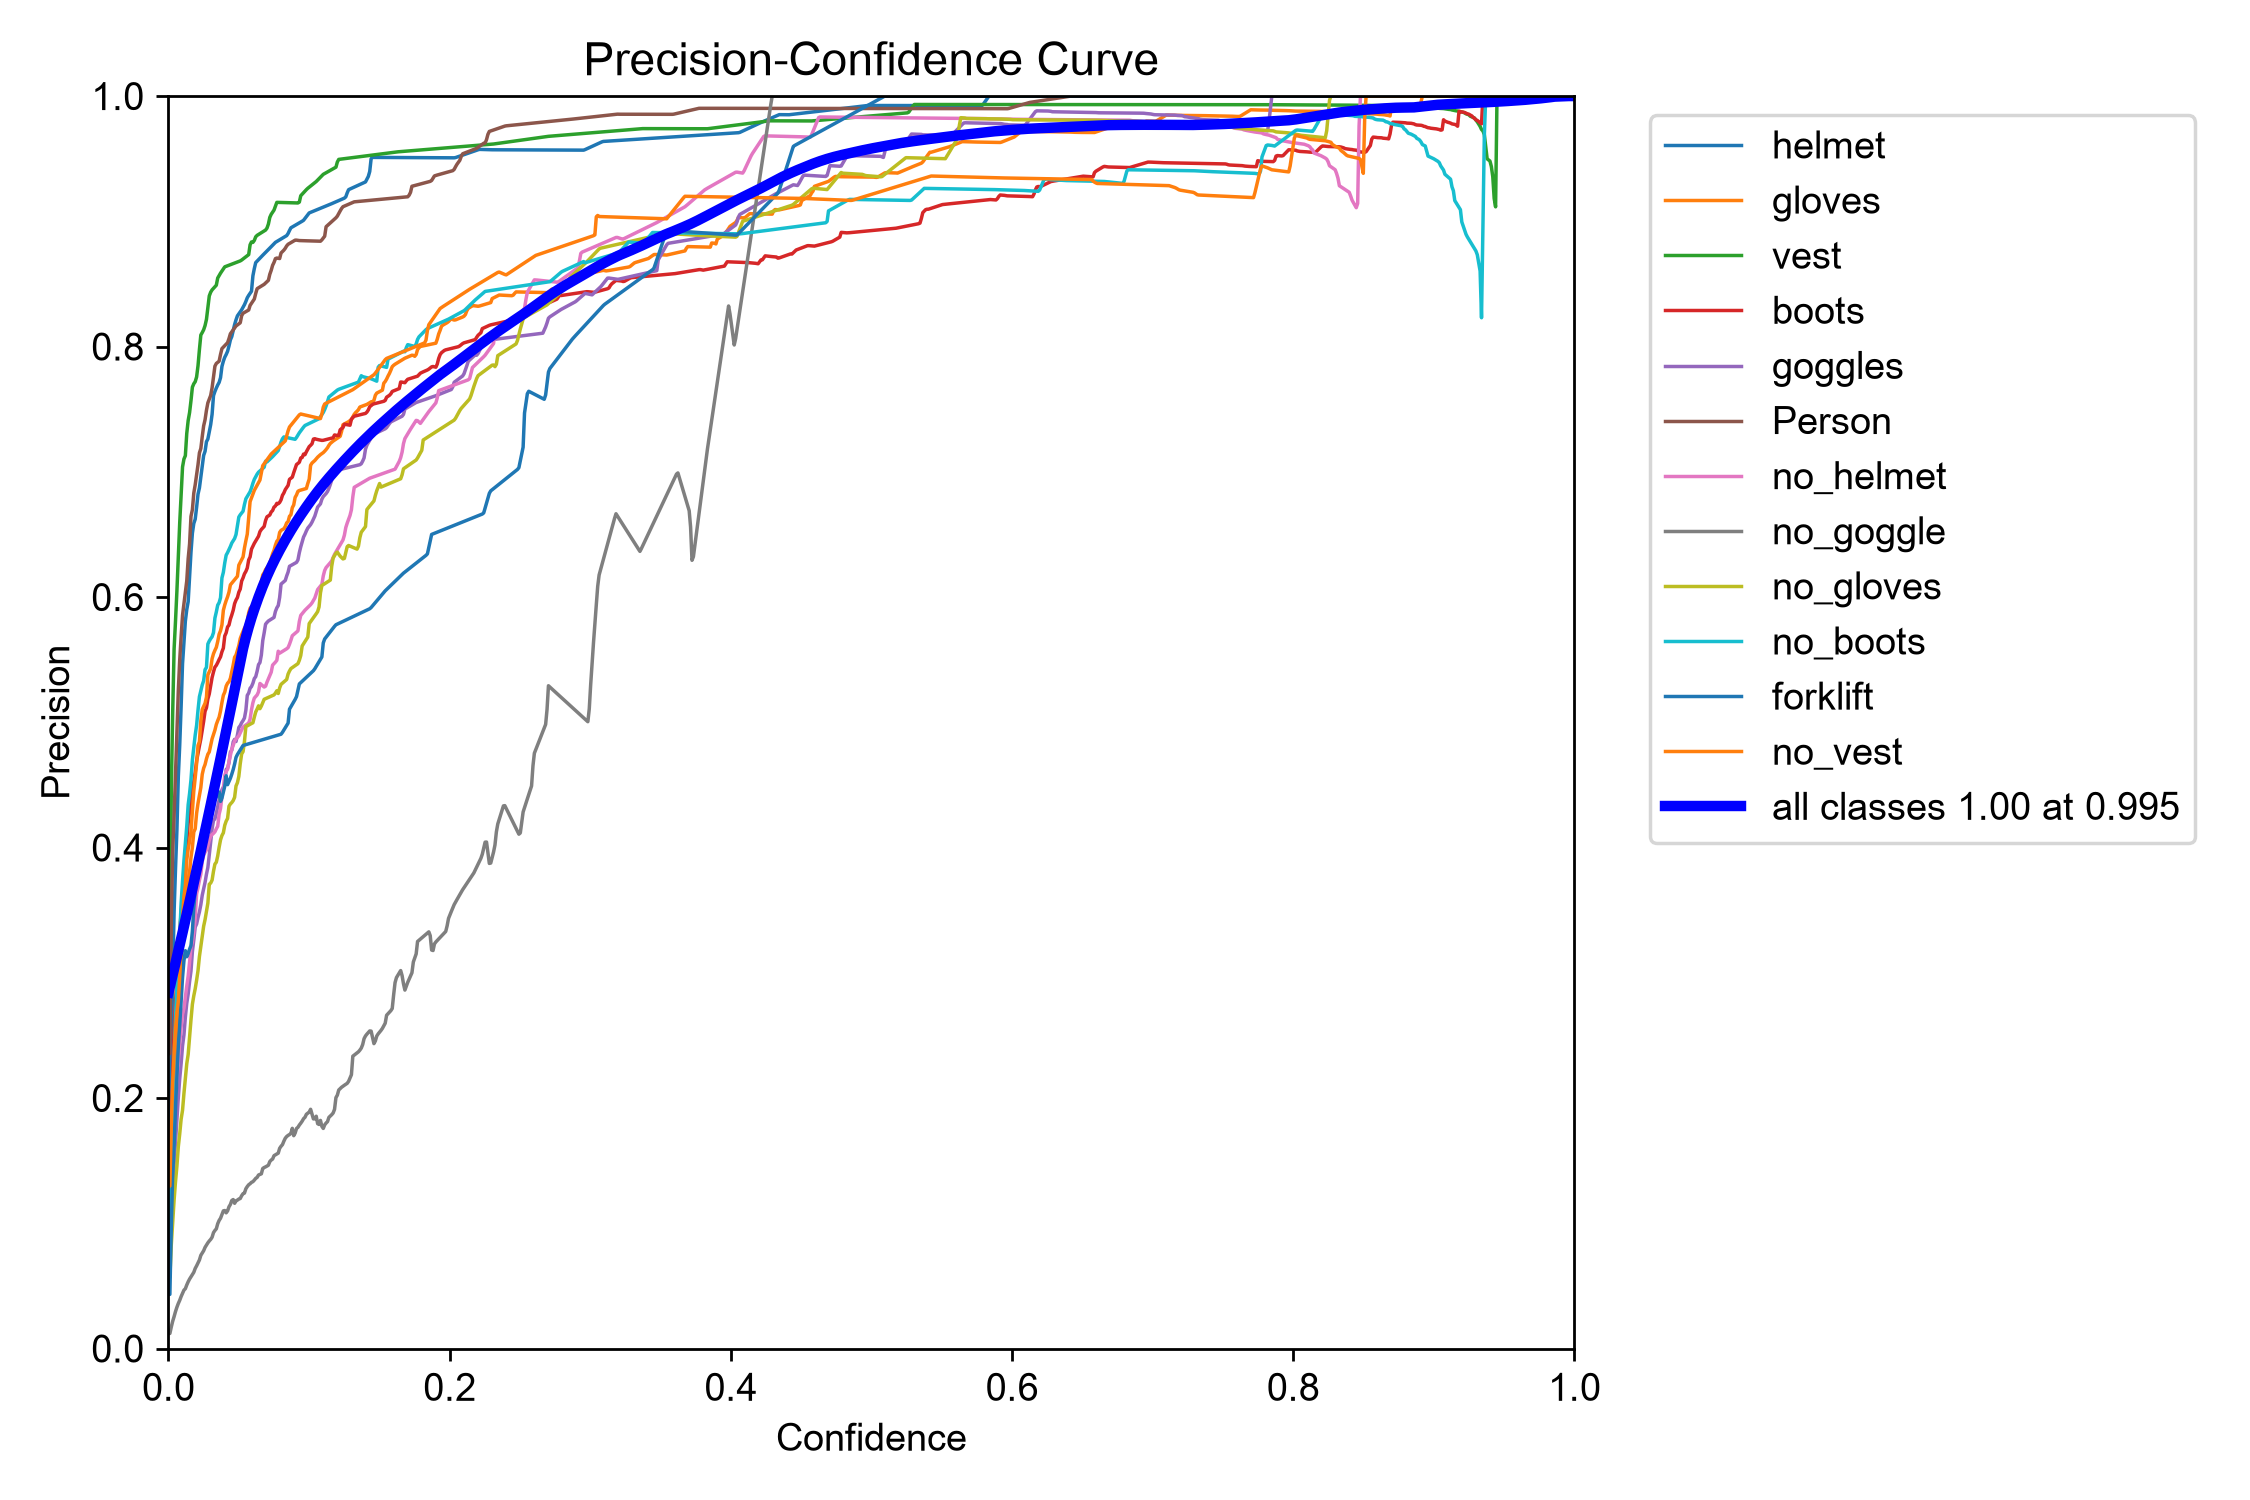 Precision-Confidence Curve
1.0
0.8
0.6
0.4
0.2
0.0
Precision
0.0 0.2 0.4 0.6 0.8 1.0
Confidence
helmet
gloves
vest
boots
goggles
Person
no_helmet
no_goggle
no_gloves
no_boots
forklift
no_vest
all classes 1.00 at 0.995